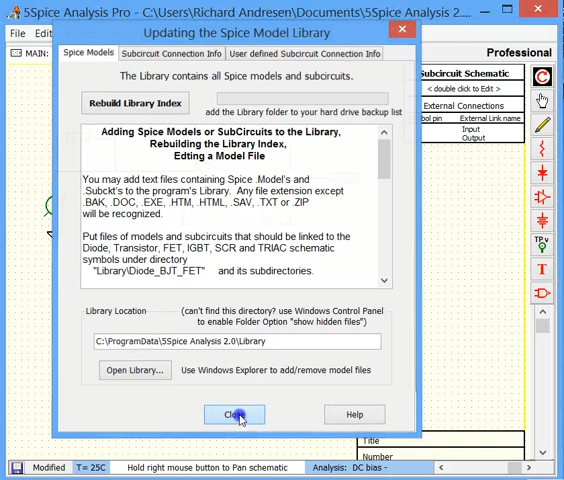 5Spice Analysis Pro - C:\Users\Richard Andresen\Documents\5Spice Analysis 2....
File Edit
Updating the Spice Model Library
MAIN:
Professional
Spice Models
Subcircuit Connection Info
User defined Subcircuit Connection Info
The Library contains all Spice models and subcircuits.
Rebuild Library Index
add the Library folder to your hard drive backup list
Adding Spice Models or SubCircuits to the Library,
Rebuilding the Library Index,
Edting a Model File
You may add text files containing Spice .Model's and
.Subckt's to the program's Library. Any file extension except
.BAK, .DOC, .EXE, .HTM, .HTML, .SAV, .TXT or .ZIP
will be recognized.
Put files of models and subcircuits that should be linked to the
Diode, Transistor, FET, IGBT, SCR and TRIAC schematic
symbols under directory
"Library\Diode_BJT_FET" and its subdirectories.
Library Location
(can't find this directory? use Windows Control Panel
to enable Folder Option "show hidden files")
C:\ProgramData\5Spice Analysis 2.0\Library
Open Library...
Use Windows Explorer to add/remove model files
Close
Help
Subcircuit Schematic
< double click to Edit >
External Connections
bol pin External Link name
Input
Output
TPv
T
Title
Number
Modified
T= 25C
Hold right mouse button to Pan schematic
Analysis: DC bias -